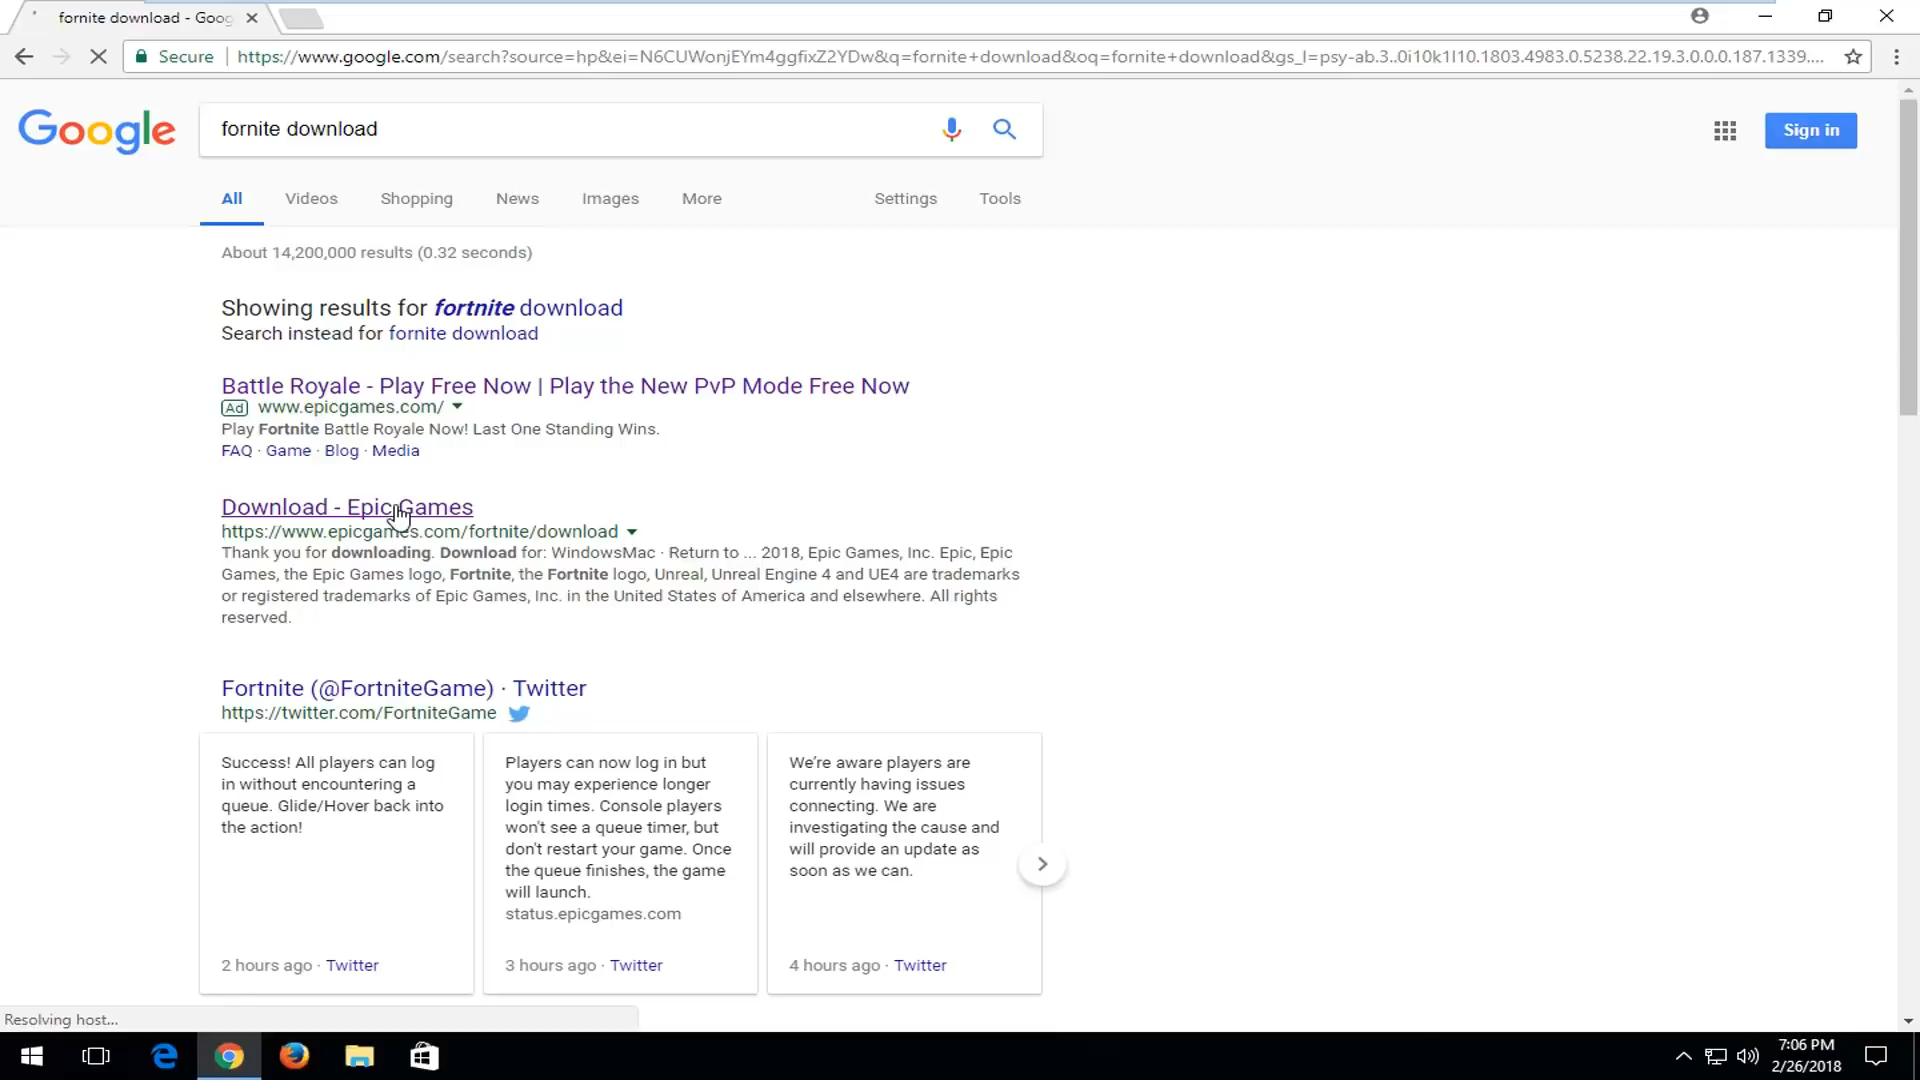 fornite download - Goog
Secure https://www.google.com/search?source=hp&ei=N6CUWonjEYm4ggfixZ2YDw&q=fornite+download&oq=fornite+download&gs_l=psy-ab.3..0i10k1l10.1803.4983.0.5238.22.19.3.0.0.0.187.1339....
Google
fornite download
Sign in
All Videos Shopping News Images More Settings Tools
About 14,200,000 results (0.32 seconds)
Showing results for fortnite download
Search instead for fornite download
Battle Royale - Play Free Now | Play the New PvP Mode Free Now
Ad www.epicgames.com/
Play Fortnite Battle Royale Now! Last One Standing Wins.
FAQ · Game · Blog · Media
Download - Epic Games
https://www.epicgames.com/fortnite/download
Thank you for downloading. Download for: WindowsMac · Return to ... 2018, Epic Games, Inc. Epic, Epic
Games, the Epic Games logo, Fortnite, the Fortnite logo, Unreal, Unreal Engine 4 and UE4 are trademarks
or registered trademarks of Epic Games, Inc. in the United States of America and elsewhere. All rights
reserved.
Fortnite (@FortniteGame) · Twitter
https://twitter.com/FortniteGame
Success! All players can log
in without encountering a
queue. Glide/Hover back into
the action!
2 hours ago · Twitter
Players can now log in but
you may experience longer
login times. Console players
won't see a queue timer, but
don't restart your game. Once
the queue finishes, the game
will launch.
status.epicgames.com
3 hours ago · Twitter
We're aware players are
currently having issues
connecting. We are
investigating the cause and
will provide an update as
soon as we can.
4 hours ago · Twitter
Resolving host...
7:06 PM
2/26/2018